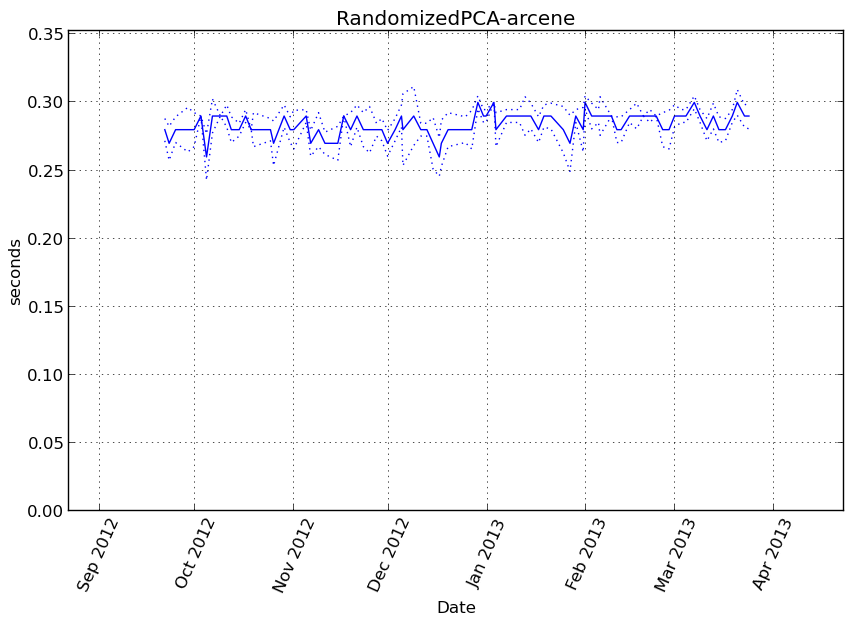 RandomizedPCA-arcene
0.35
0.30
0.25
0.20
0.15
0.10
0.05
0.00
seconds
Sep 2012
Oct 2012
Nov 2012
Dec 2012
Jan 2013
Feb 2013
Mar 2013
Apr 2013
Date